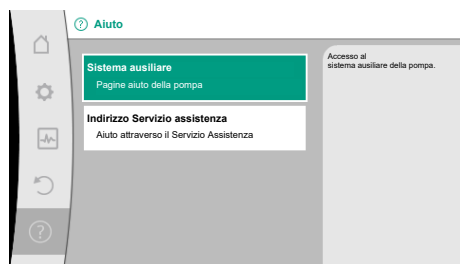 Aiuto
Sistema ausiliare
Pagine aiuto della pompa
Indirizzo Servizio assistenza
Aiuto attraverso il Servizio Assistenza
Accesso al
sistema ausiliare della pompa.